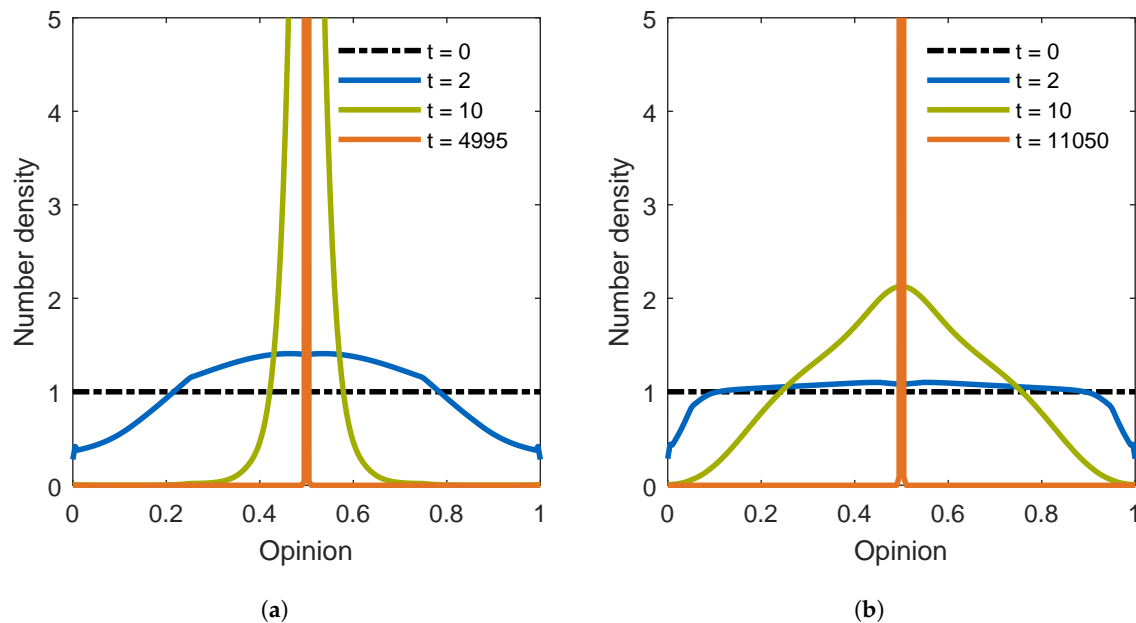 5
4
3
2
1
0
Number density
0 0.2 0.4 0.6 0.8 1
Opinion
t = 0
t = 2
t = 10
t = 4995
(a)
5
4
3
2
1
0
Number density
0 0.2 0.4 0.6 0.8 1
Opinion
t = 0
t = 2
t = 10
t = 11050
(b)